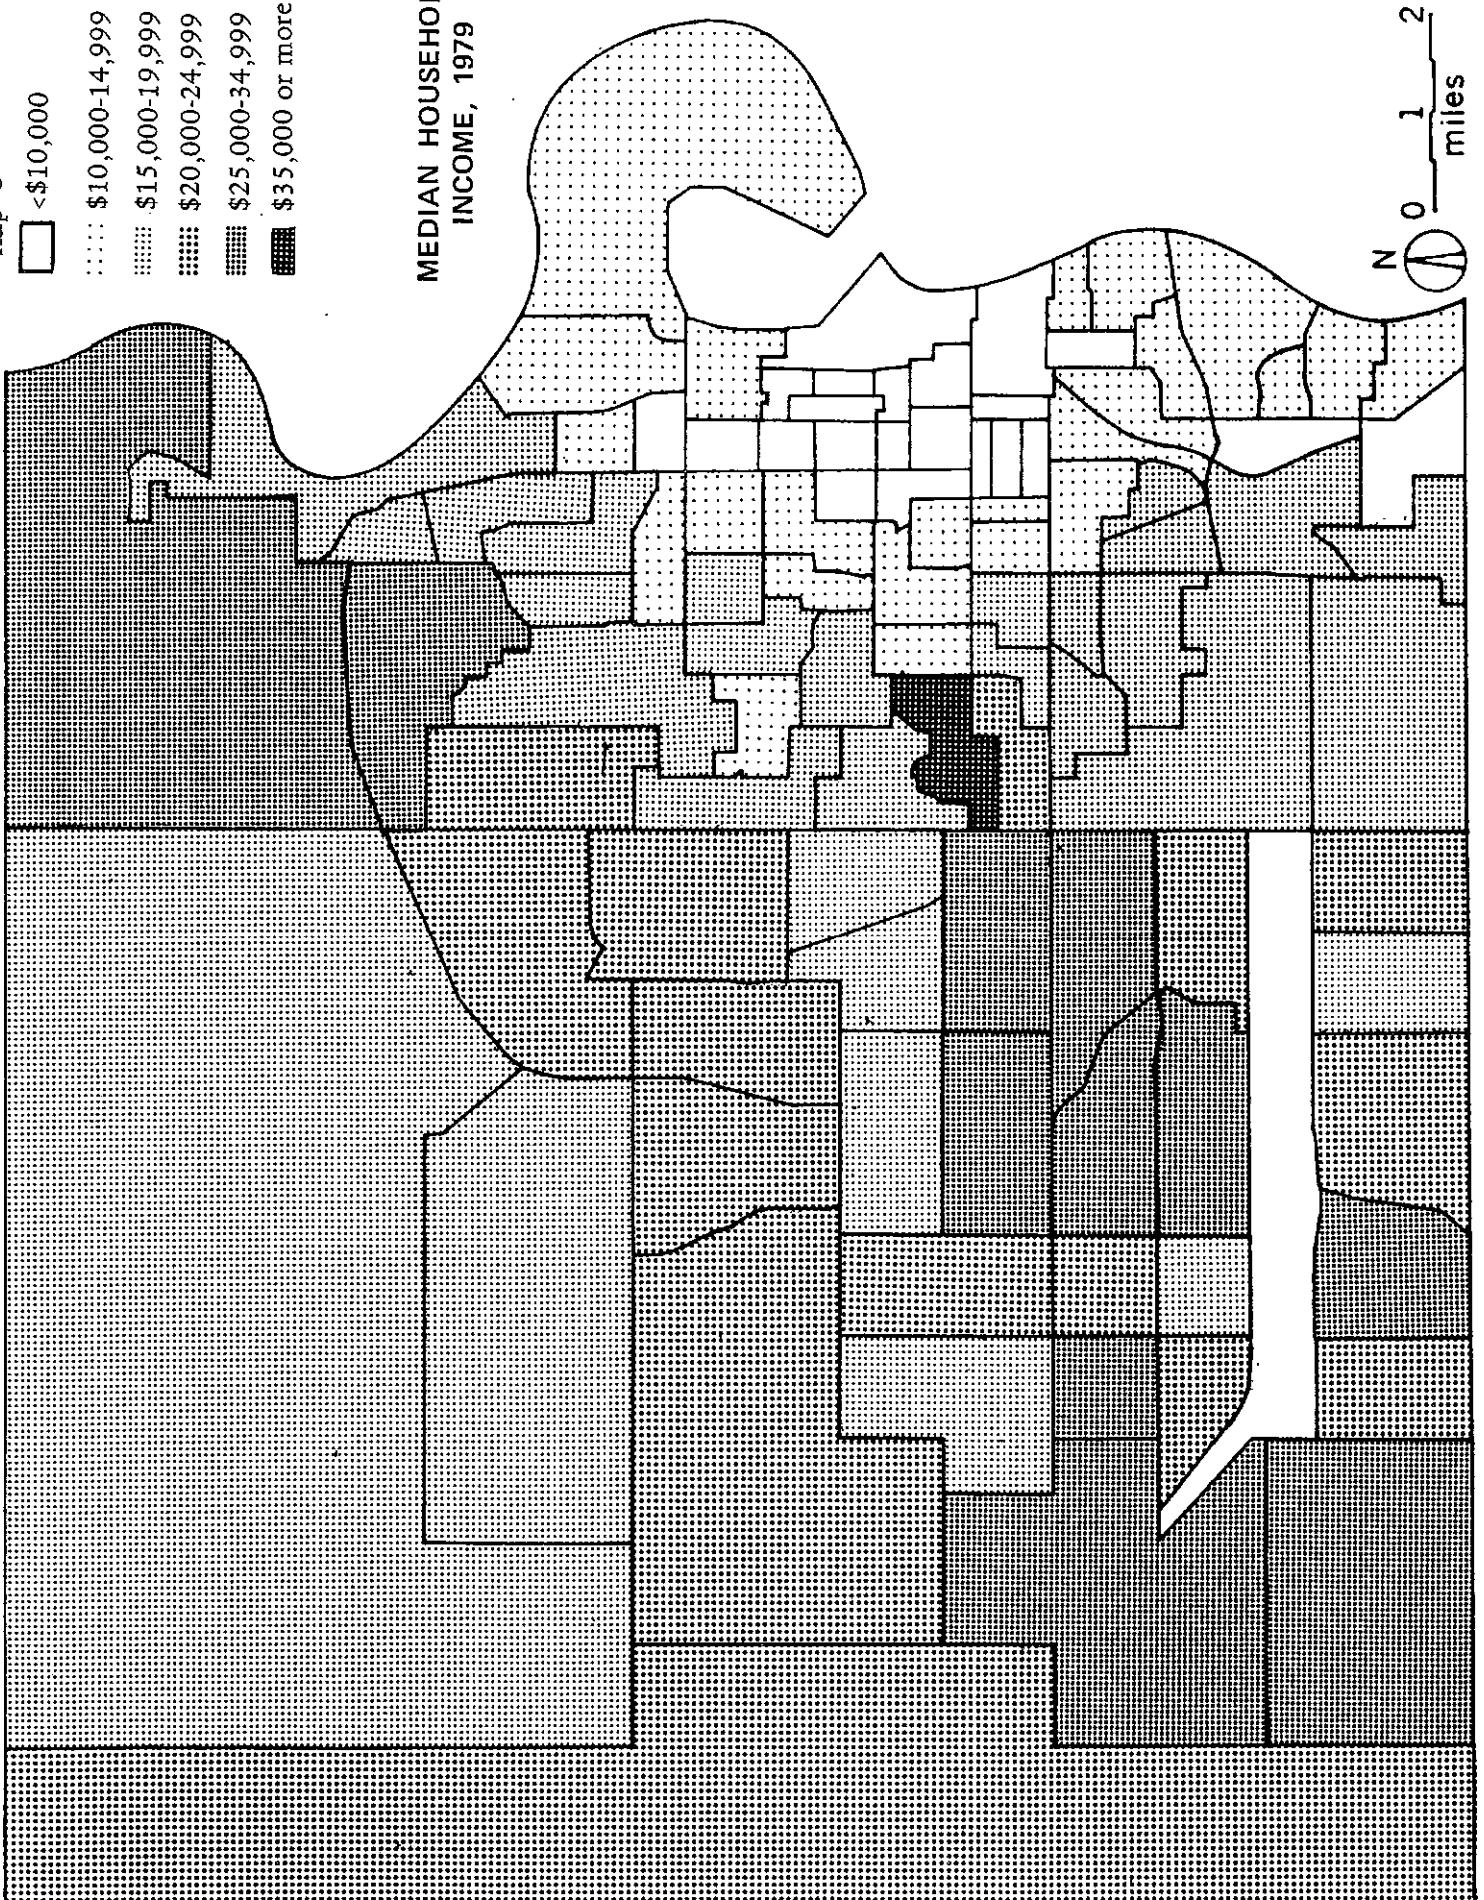 <$10,000
$10,000-14,999
$15,000-19,999
$20,000-24,999
$25,000-34,999
$35,000 or more
MEDIAN HOUSEHO
INCOME, 1979
N
0 1 2
miles